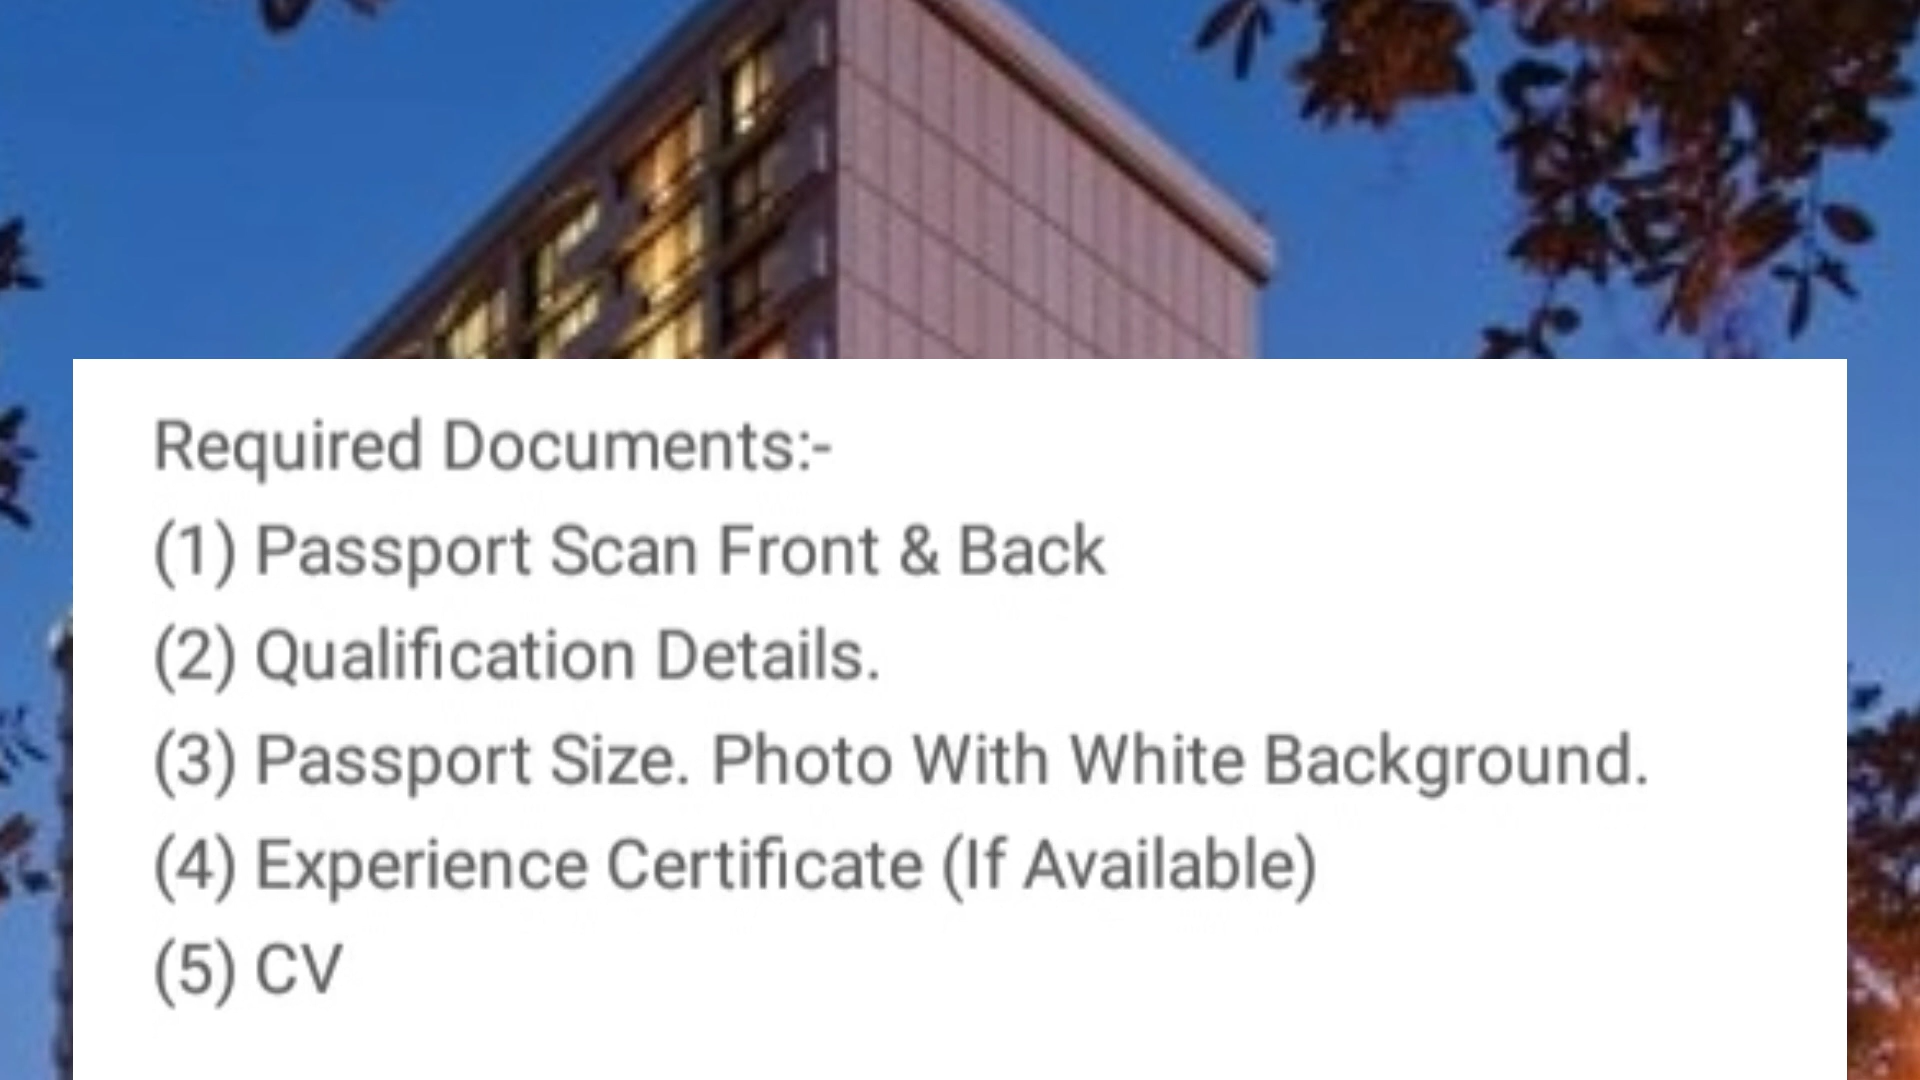 Required Documents:-
(1) Passport Scan Front & Back
(2) Qualification Details.
(3) Passport Size. Photo With White Background.
(4) Experience Certificate (If Available)
(5) CV